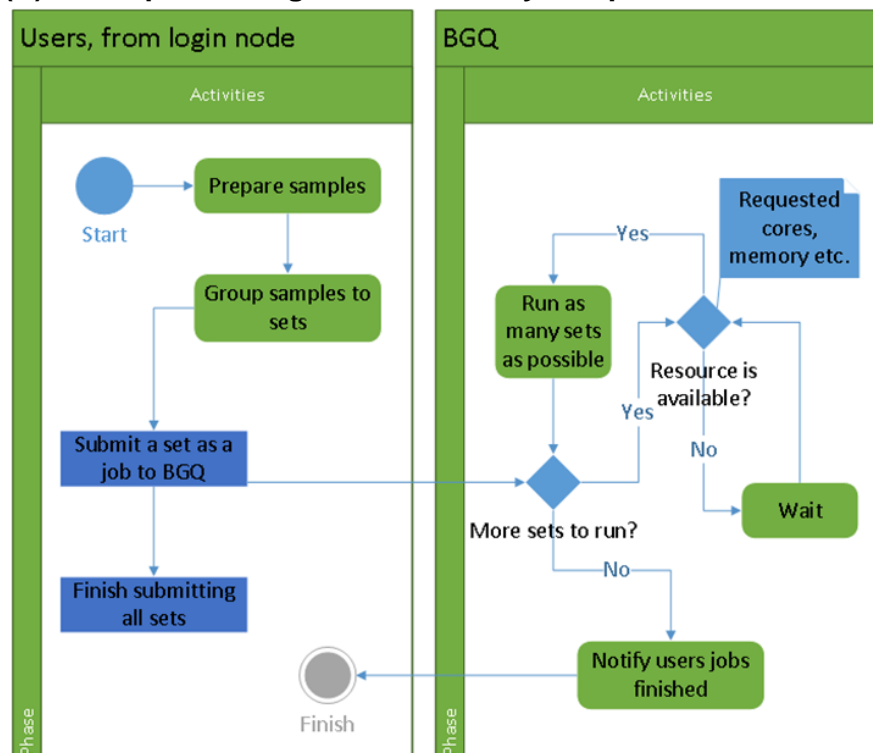 Users, from login node
BGQ
Activities
Activities
Start
Prepare samples
Group samples to
sets
Submit a set as a
job to BGQ
Finish submitting
all sets
Finish
Phase
Requested
cores,
memory etc.
Yes
Run as
many sets
as possible
Resource is
available?
Yes
No
Wait
More sets to run?
No
Notify users jobs
finished
Phase